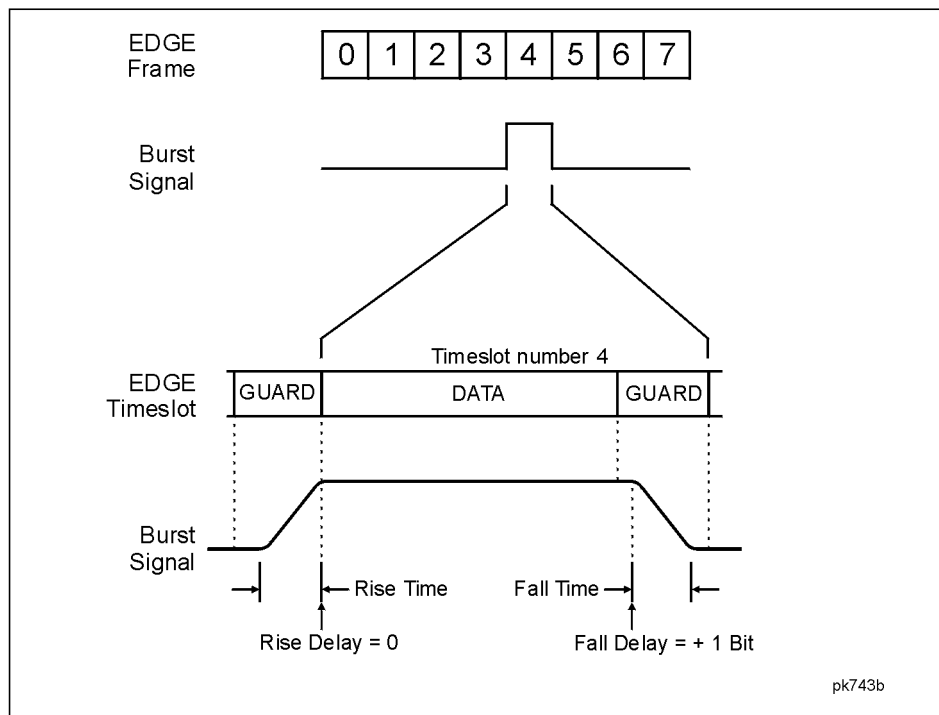 EDGE
Frame
0 1 2 3 4 5 6 7
Burst
Signal
Timeslot number 4
EDGE
Timeslot
GUARD DATA GUARD
Burst
Signal
Rise Time Fall Time
Rise Delay = 0 Fall Delay = + 1 Bit
pk743b